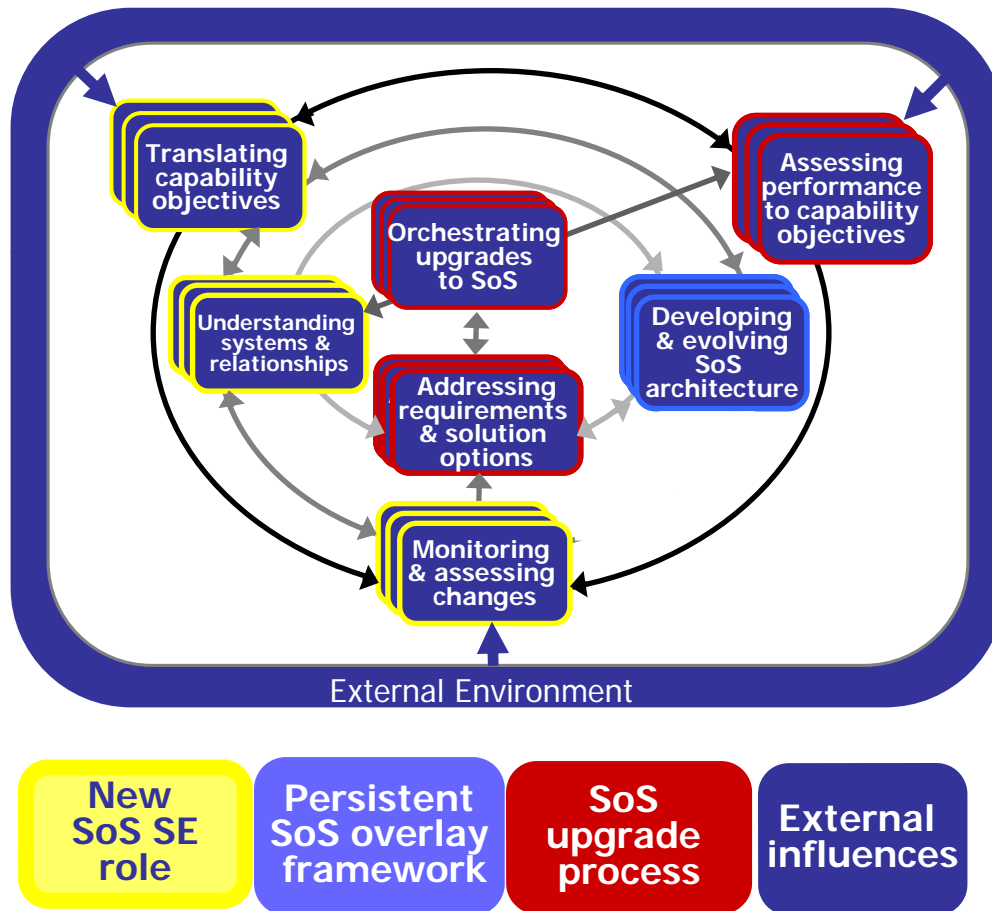 Translating
capability
objectives
Assessing
performance
to capability
objectives
Orchestrating
upgrades
to SoS
Understanding
systems &
relationships
Developing
& evolving
SoS
architecture
Addressing
requirements
& solution
options
Monitoring
& assessing
changes
External Environment
New
SoS SE
role
Persistent
SoS overlay
framework
SoS
upgrade
process
External
influences